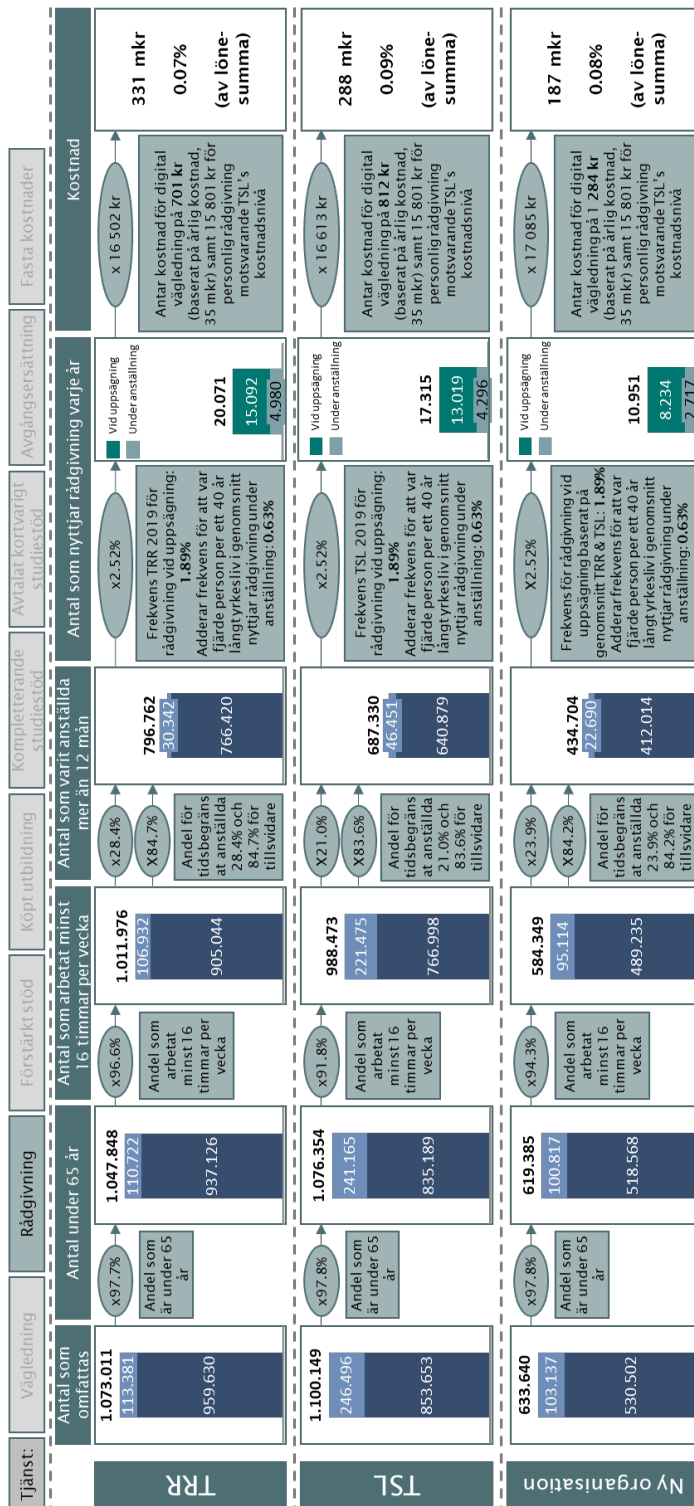 Tjänst:
Vägledning
Rådgivning
Förstärkt stöd
Köpt utbildning
Kompletterande
studiestöd
Avtalat kortvarigt
studiestöd
Avgångsersättning
Fasta kostnader
Antal som
omfattas
Antal under 65 år
Antal som arbetat minst
16 timmar per vecka
Antal som varit anställda
mer än 12 mån
Antal som nyttjar rådgivning varje år
Kostnad
TRR
1.073.011
113.381
959.630
x97.7%
Andel som
är under 65
år
1.047.848
110.722
937.126
x96.6%
Andel som
arbetat
minst 16
timmar per
vecka
1.011.976
106.932
905.044
x28.4%
X84.7%
Andel för
tidsbegräns
at anställda
28.4% och
84.7% för
tillsvidare
796.762
30.342
766.420
x2.52%
Frekvens TRR 2019 för
rådgivning vid uppsägning:
1.89%
Adderar frekvens för att var
fjärde person per ett 40 år
långt yrkesliv i genomsnitt
nyttjar rådgivning under
anställning: 0.63%
Vid uppsägning
Under anställning
20.071
15.092
4.980
x 16 502 kr
Antar kostnad för digital
vägledning på 701 kr
(baserat på årlig kostnad,
35 mkr) samt 15 801 kr för
personlig rådgivning
motsvarande TSL's
kostnadsnivå
331 mkr
0.07%
(av löne-
summa)
TSL
1.100.149
246.496
853.653
x97.8%
Andel som
är under 65
år
1.076.354
241.165
835.189
x91.8%
Andel som
arbetat
minst 16
timmar per
vecka
988.473
221.475
766.998
x21.0%
X83.6%
Andel för
tidsbegräns
at anställda
21.0% och
83.6% för
tillsvidare
687.330
46.451
640.879
x2.52%
Frekvens TSL 2019 för
rådgivning vid uppsägning:
1.89%
Adderar frekvens för att var
fjärde person per ett 40 år
långt yrkesliv i genomsnitt
nyttjar rådgivning under
anställning: 0.63%
Vid uppsägning
Under anställning
17.315
13.019
4.296
x 16 613 kr
Antar kostnad för digital
vägledning på 812 kr
(baserat på årlig kostnad,
35 mkr) samt 15 801 kr för
personlig rådgivning
motsvarande TSL's
kostnadsnivå
288 mkr
0.09%
(av löne-
summa)
Ny organisation
633.640
103.137
530.502
x97.8%
Andel som
är under 65
år
619.385
100.817
518.568
x94.3%
Andel som
arbetat
minst 16
timmar per
vecka
584.349
95.114
489.235
x23.9%
X84.2%
Andel för
tidsbegräns
at anställda
23.9% och
84.2% för
tillsvidare
434.704
22.690
412.014
X2.52%
Frekvens för rådgivning vid
uppsägning baserat på
genomsnitt TRR & TSL: 1.89%
Adderar frekvens för att var
fjärde person per ett 40 år
långt yrkesliv i genomsnitt
nyttjar rådgivning under
anställning: 0.63%
Vid uppsägning
Under anställning
10.951
8.234
2.717
x 17 085 kr
Antar kostnad för digital
vägledning på 1 284 kr
(baserat på årlig kostnad,
35 mkr) samt 15 801 kr för
personlig rådgivning
motsvarande TSL's
kostnadsnivå
187 mkr
0.08%
(av löne-
summa)